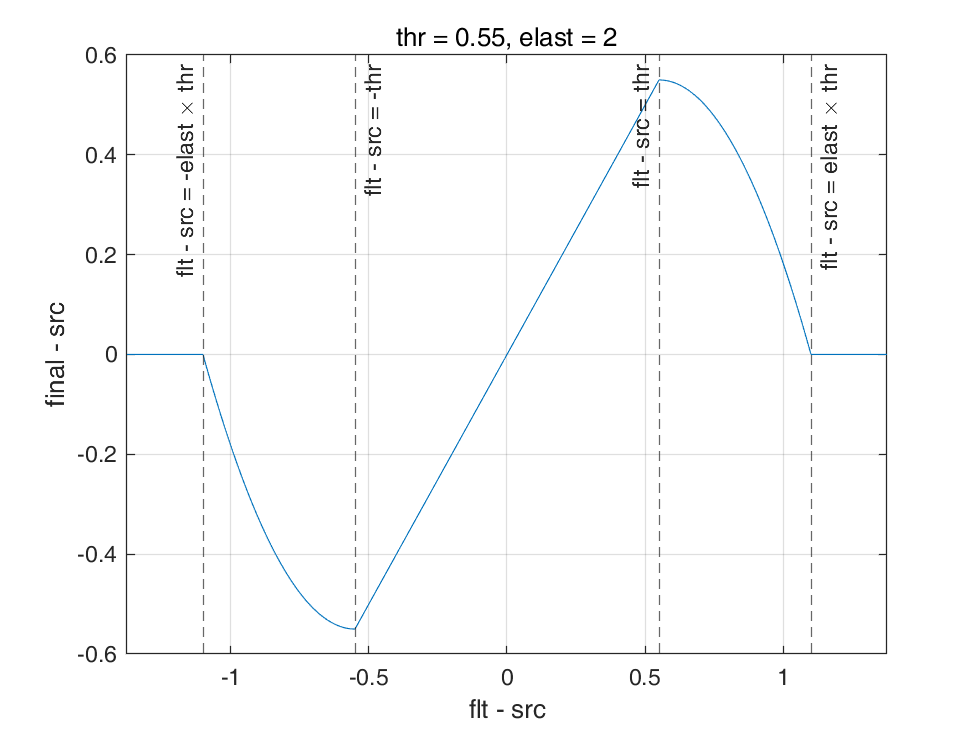 thr = 0.55, elast = 2
0.6
0.4
0.2
0
-0.2
-0.4
-0.6
final - src
flt - src = -elast × thr
flt - src = -thr
flt - src = thr
flt - src = elast × thr
-1
-0.5
0
0.5
1
flt - src